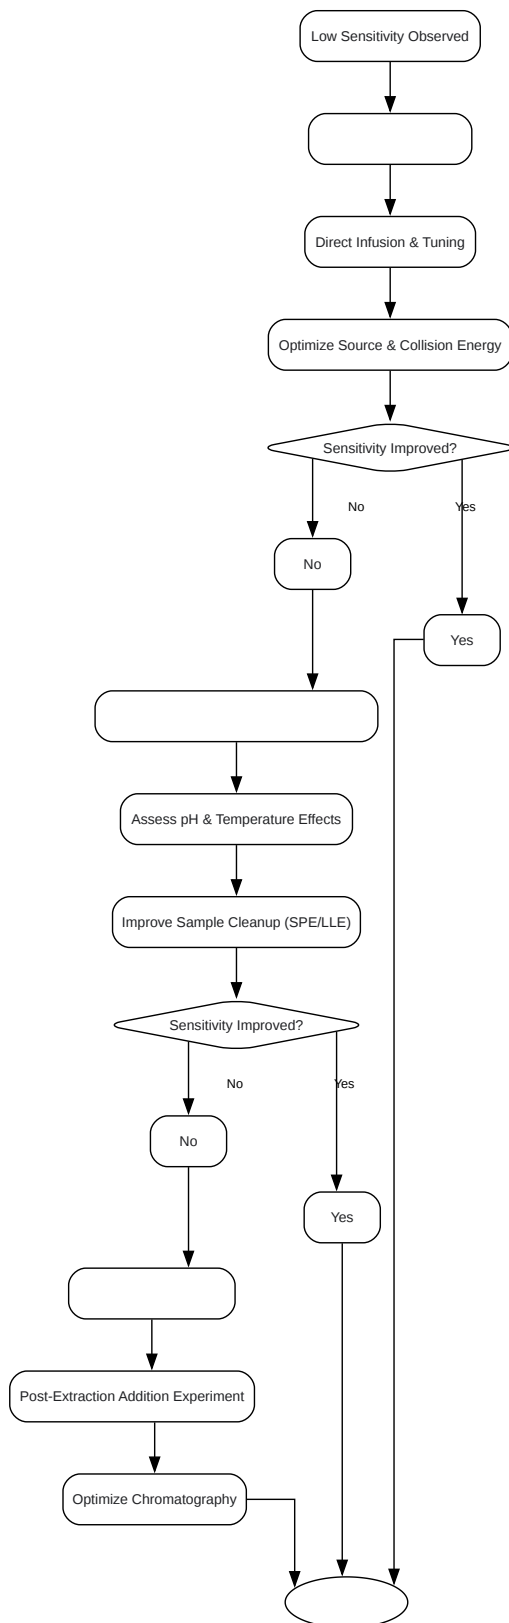 Low Sensitivity Observed
Direct Infusion & Tuning
Optimize Source & Collision Energy
Sensitivity Improved?
No
Yes
No
Yes
Assess pH & Temperature Effects
Improve Sample Cleanup (SPE/LLE)
Sensitivity Improved?
No
Yes
No
Yes
Post-Extraction Addition Experiment
Optimize Chromatography